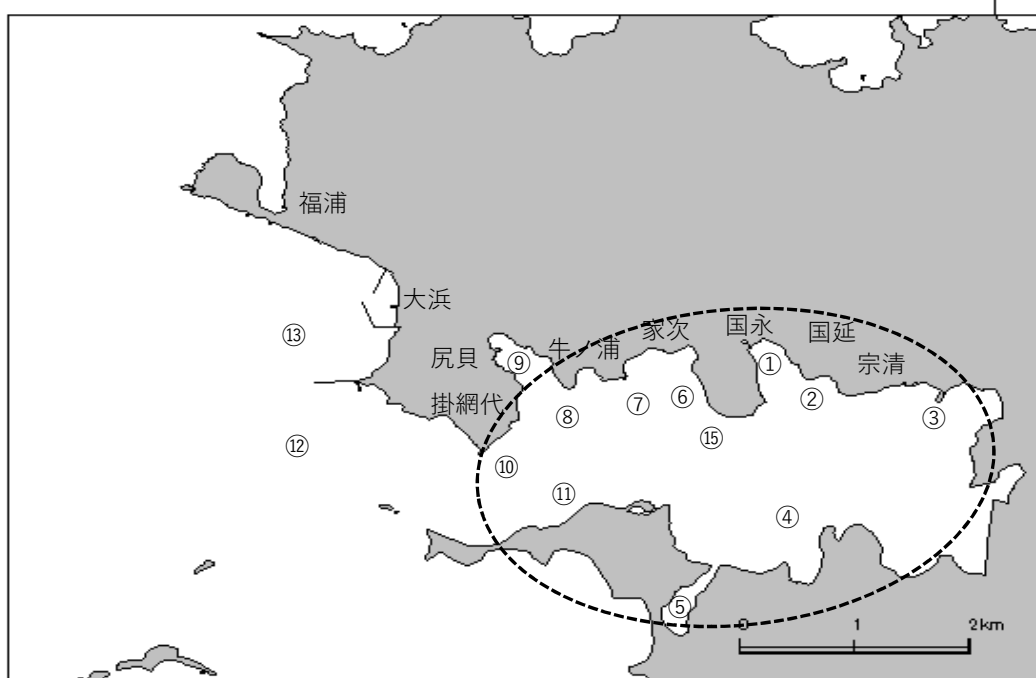 福浦
大浜
⑬
尻貝
⑨
牛ノ浦
家次
国永
国延
①
宗清
掛網代
⑧
⑦
⑥
②
③
⑫
⑩
⑮
⑪
④
⑤
0 1 2km